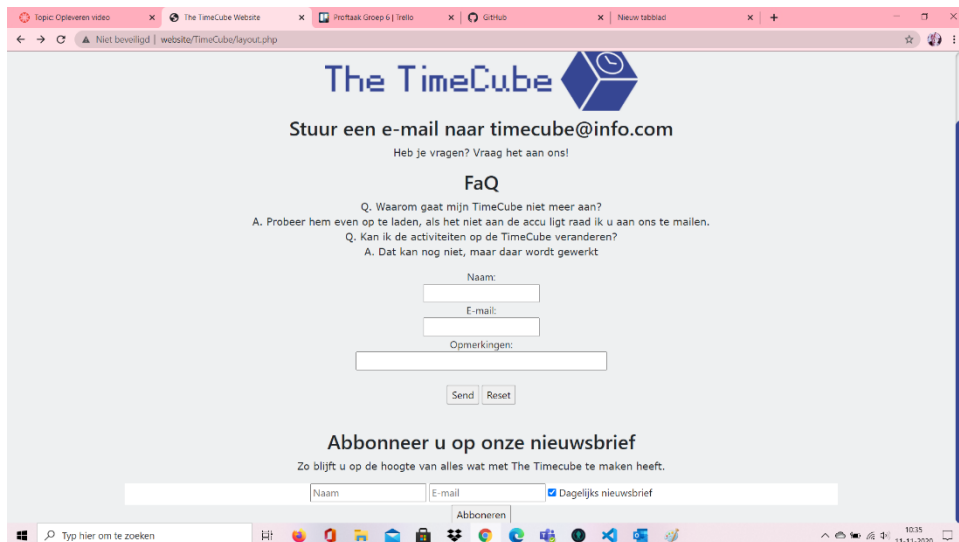 Topic: Opleveren video
The TimeCube Website
Proftaak Groep 6 | Trello
GitHub
Nieuw tabblad
Niet beveiligd | website/TimeCube/layout.php
The TimeCube
Stuur een e-mail naar timecube@info.com
Heb je vragen? Vraag het aan ons!
FaQ
Q. Waarom gaat mijn TimeCube niet meer aan?
A. Probeer hem even op te laden, als het niet aan de accu ligt raad ik u aan ons te mailen.
Q. Kan ik de activiteiten op de TimeCube veranderen?
A. Dat kan nog niet, maar daar wordt gewerkt
Naam:
E-mail:
Opmerkingen:
Send Reset
Abbonneer u op onze nieuwsbrief
Zo blijft u op de hoogte van alles wat met The Timecube te maken heeft.
Naam E-mail Dagelijks nieuwsbrief
Abboneren
Typ hier om te zoeken
10:35
11-11-2020